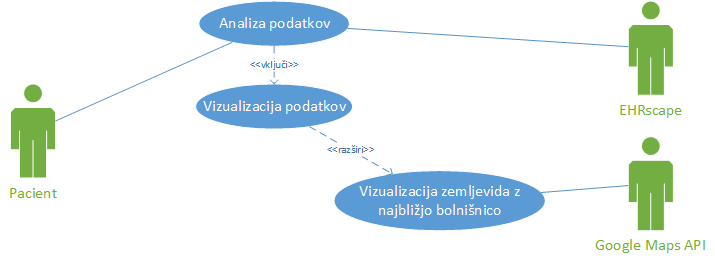 Analiza podatkov
<<vključi>>
EHRscape
Vizualizacija podatkov
<<razširi>>
Pacient
Vizualizacija zemljevida z
najbližjo bolnišnico
Google Maps API